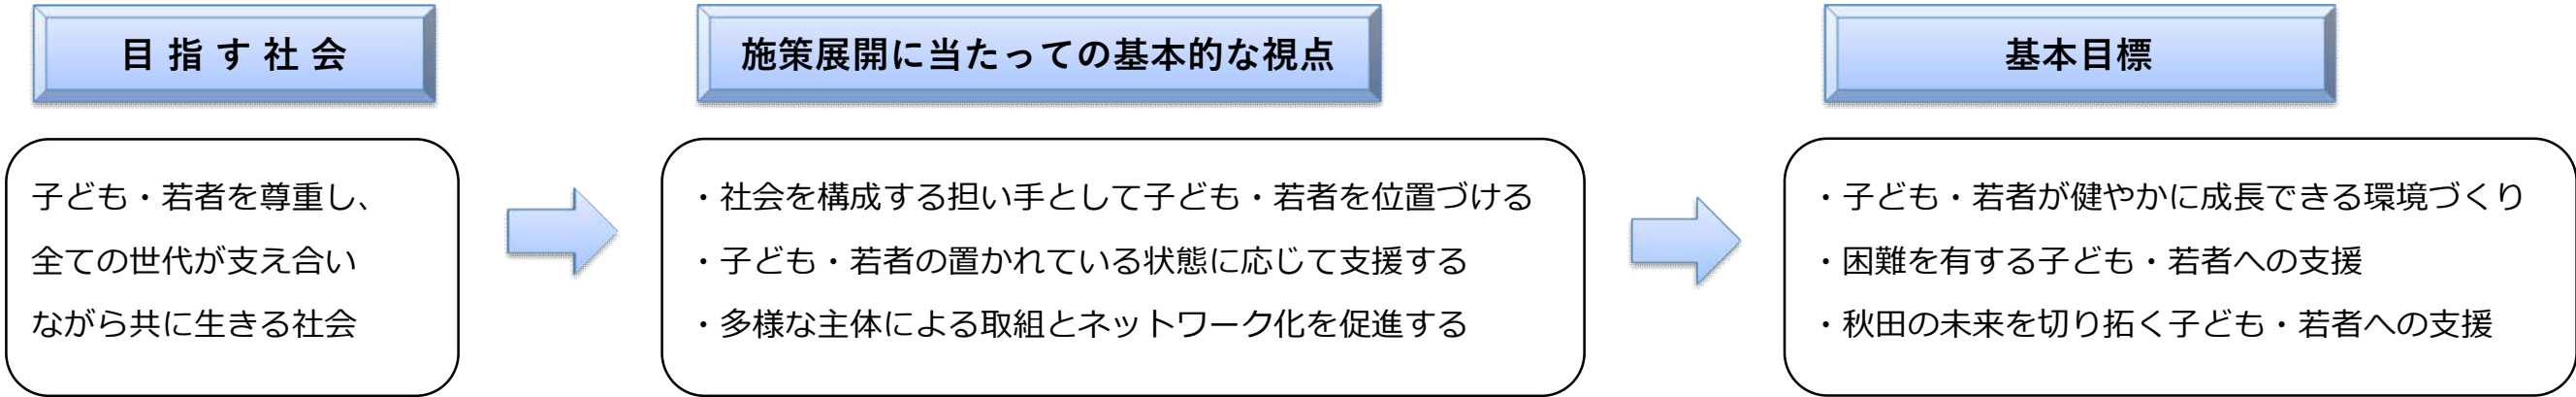 目指す社会
施策展開に当たっての基本的な視点
基本目標
子ども・若者を尊重し、
全ての世代が支え合い
ながら共に生きる社会
・社会を構成する担い手として子ども・若者を位置づける
・子ども・若者の置かれている状態に応じて支援する
・多様な主体による取組とネットワーク化を促進する
・子ども・若者が健やかに成長できる環境づくり
・困難を有する子ども・若者への支援
・秋田の未来を切り拓く子ども・若者への支援